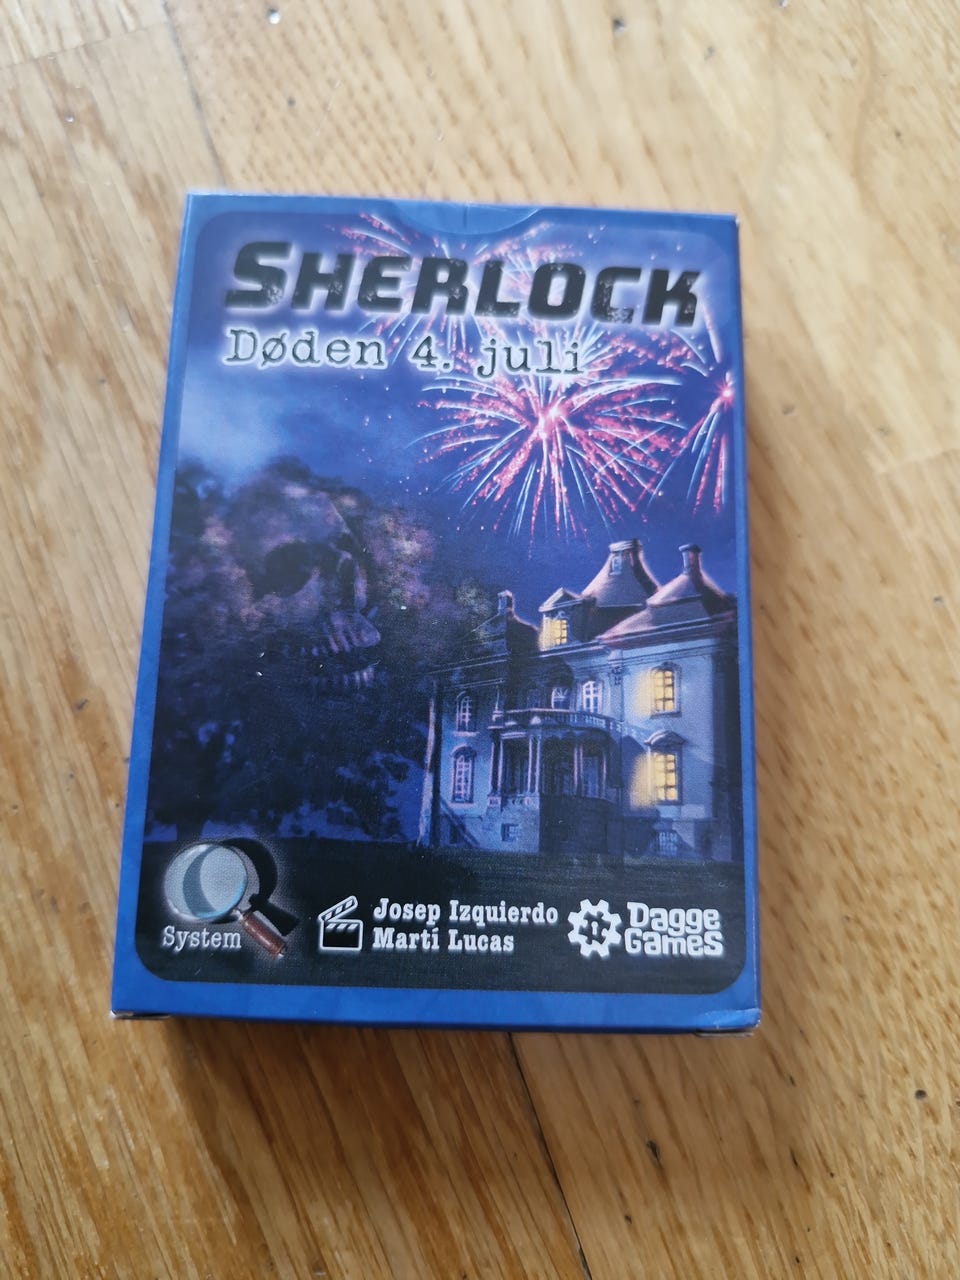 SHERLOCK
Døden 4. juli
System
Josep Izquierdo
Martí Lucas
Dagge
Games